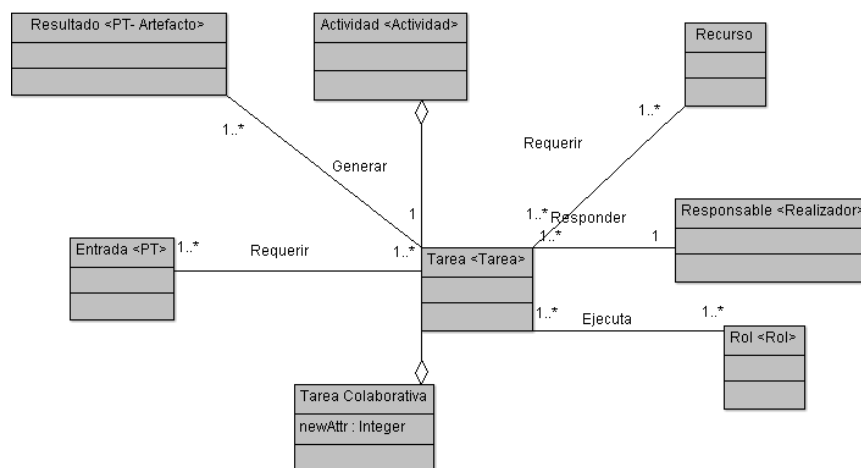 Resultado <PT- Artefacto>
Actividad <Actividad>
Recurso
1..*
1..*
Requerir
Generar
1
1..*
Responder
Responsable <Realizador>
Entrada <PT>
1..*
Requerir
1..*
1..*
1
Tarea <Tarea>
1..*
Ejecuta
1..*
Rol <Rol>
Tarea Colaborativa
newAttr : Integer